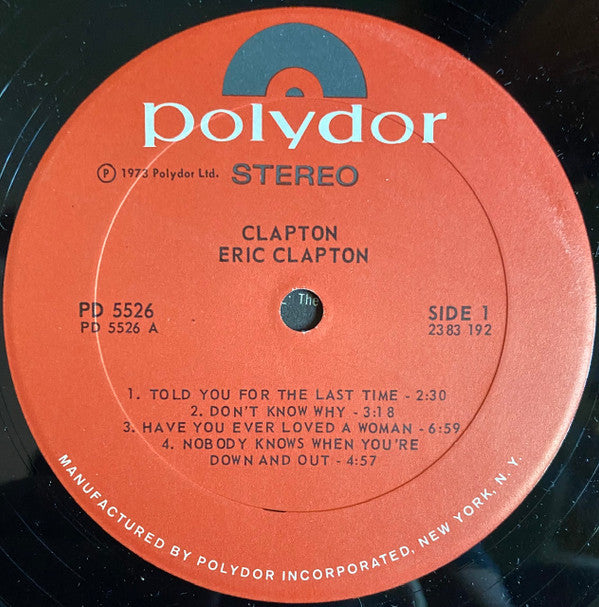 polydor
Ⓟ 1973 Polydor Ltd.
STEREO
CLAPTON
ERIC CLAPTON
The
PD 5526
PD 5526 A
SIDE 1
2383 192
1. TOLD YOU FOR THE LAST TIME - 2:30
2. DON'T KNOW WHY - 3:18
3. HAVE YOU EVER LOVED A WOMAN - 6:59
4. NOBODY KNOWS WHEN YOU'RE
DOWN AND OUT - 4:57
MANUFACTURED BY POLYDOR INCORPORATED, NEW YORK, N.Y.